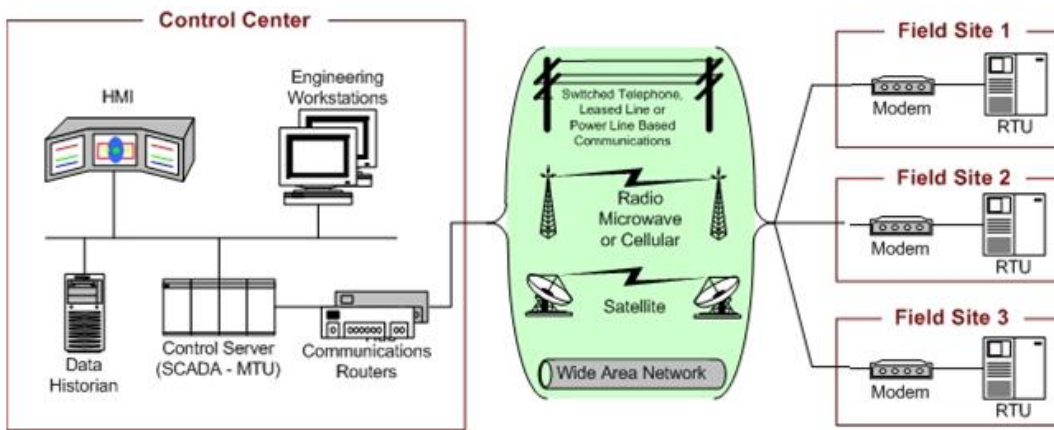 Control Center
HMI
Engineering
Workstations
Data
Historian
Control Server
(SCADA - MTU)
Communications
Routers
Switched Telephone,
Leased Line or
Power Line Based
Communications
Radio
Microwave
or Cellular
Satellite
Wide Area Network
Field Site 1
Modem
RTU
Field Site 2
Modem
RTU
Field Site 3
Modem
RTU